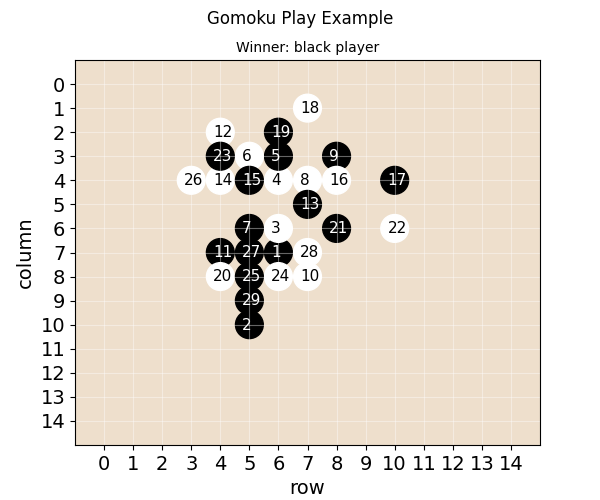 Gomoku Play Example
Winner: black player
column
0
1 18
2 12 19
3 23 6 5 9
4 26 14 15 4 8 16 17
5 13
6 7 3 21 22
7 11 27 1 28
8 20 25 24 10
9 29
10 2
11
12
13
14
0 1 2 3 4 5 6 7 8 9 10 11 12 13 14
row